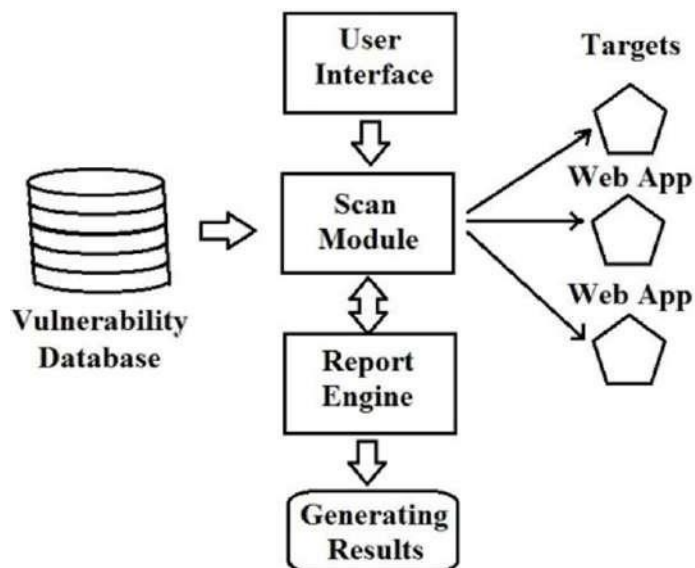 User
Interface
Targets
Web App
Scan
Module
Web App
Vulnerability
Database
Report
Engine
Generating
Results